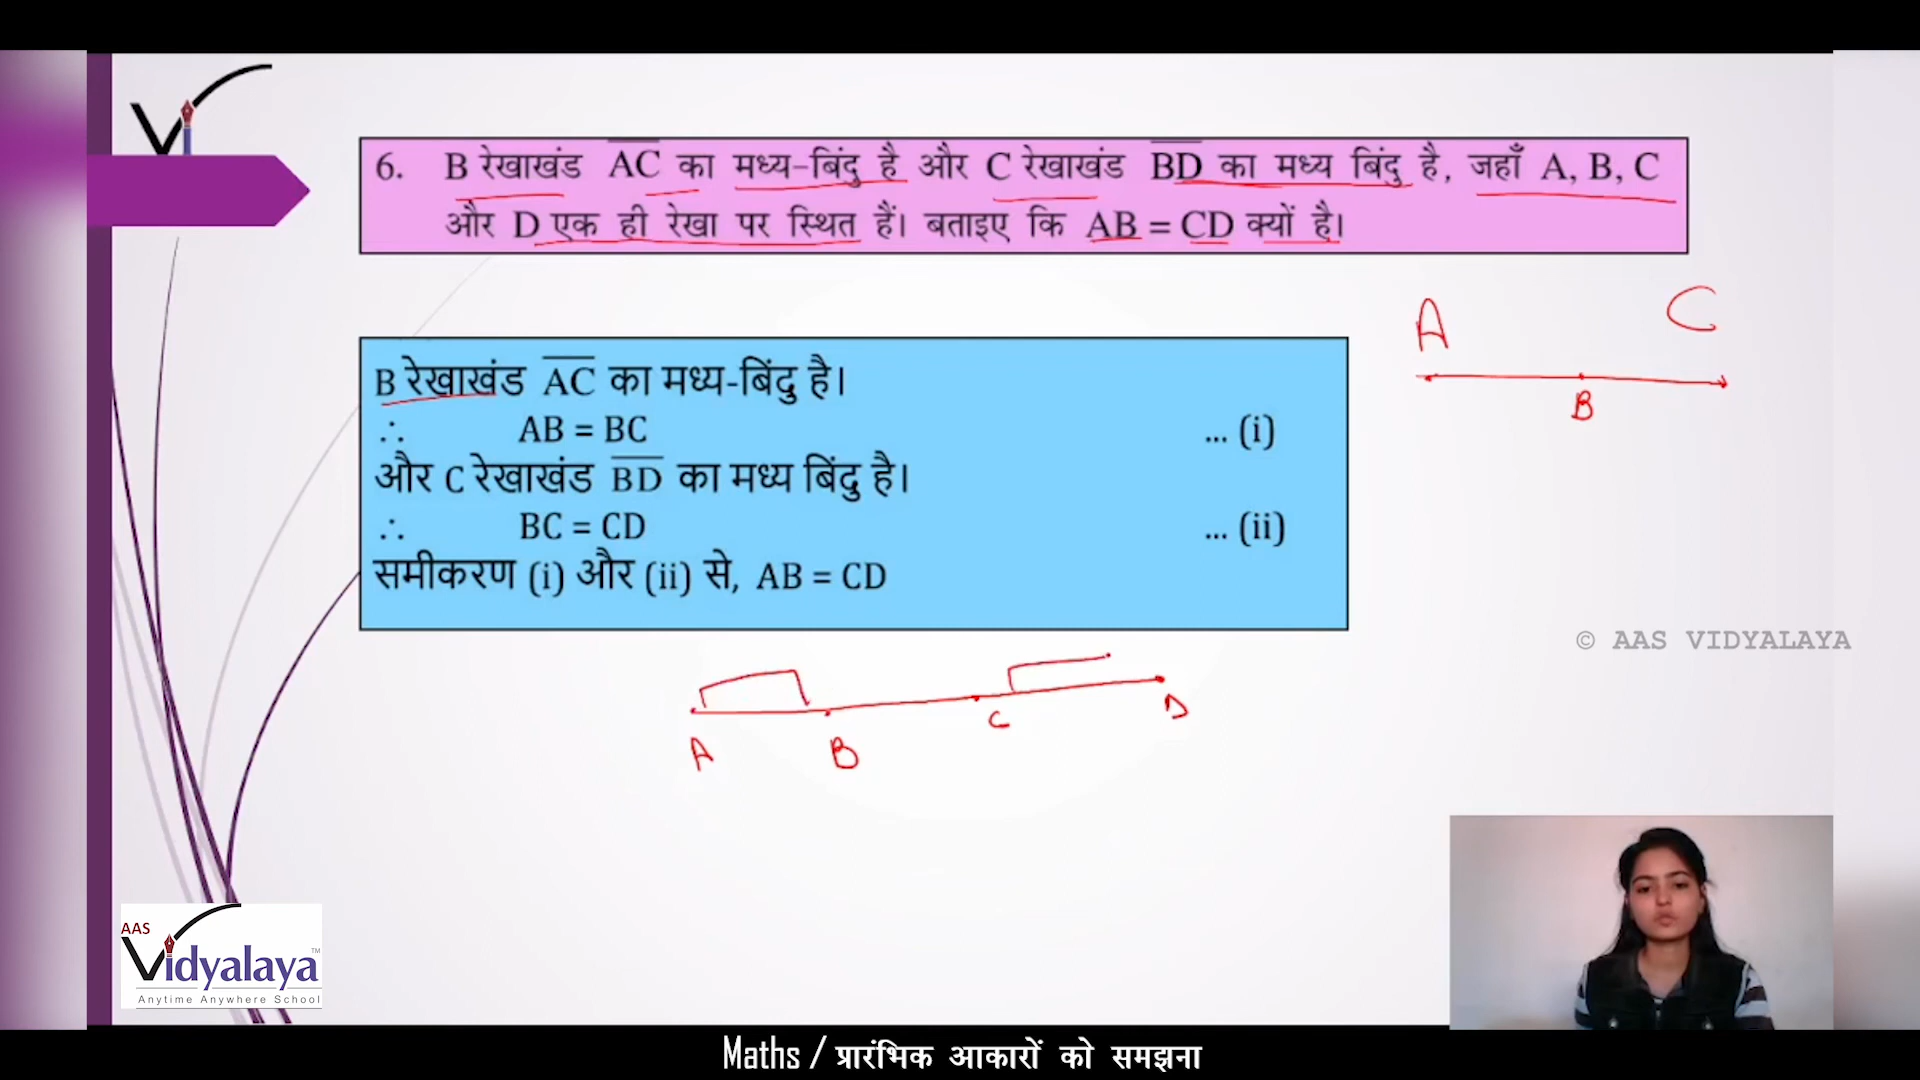 6. B रेखाखंड AC का मध्य-बिंदु है और C रेखाखंड BD का मध्य बिंदु है, जहाँ A, B, C
और D एक ही रेखा पर स्थित हैं। बताइए कि AB = CD क्यों है।
A C
B
B रेखाखंड AC का मध्य-बिंदु है।
∴ AB = BC ... (i)
और C रेखाखंड BD का मध्य बिंदु है।
∴ BC = CD ... (ii)
समीकरण (i) और (ii) से, AB = CD
© AAS VIDYALAYA
A B C D
AAS
Vidyalaya™
Anytime Anywhere School
Maths / प्रारंभिक आकारों को समझना